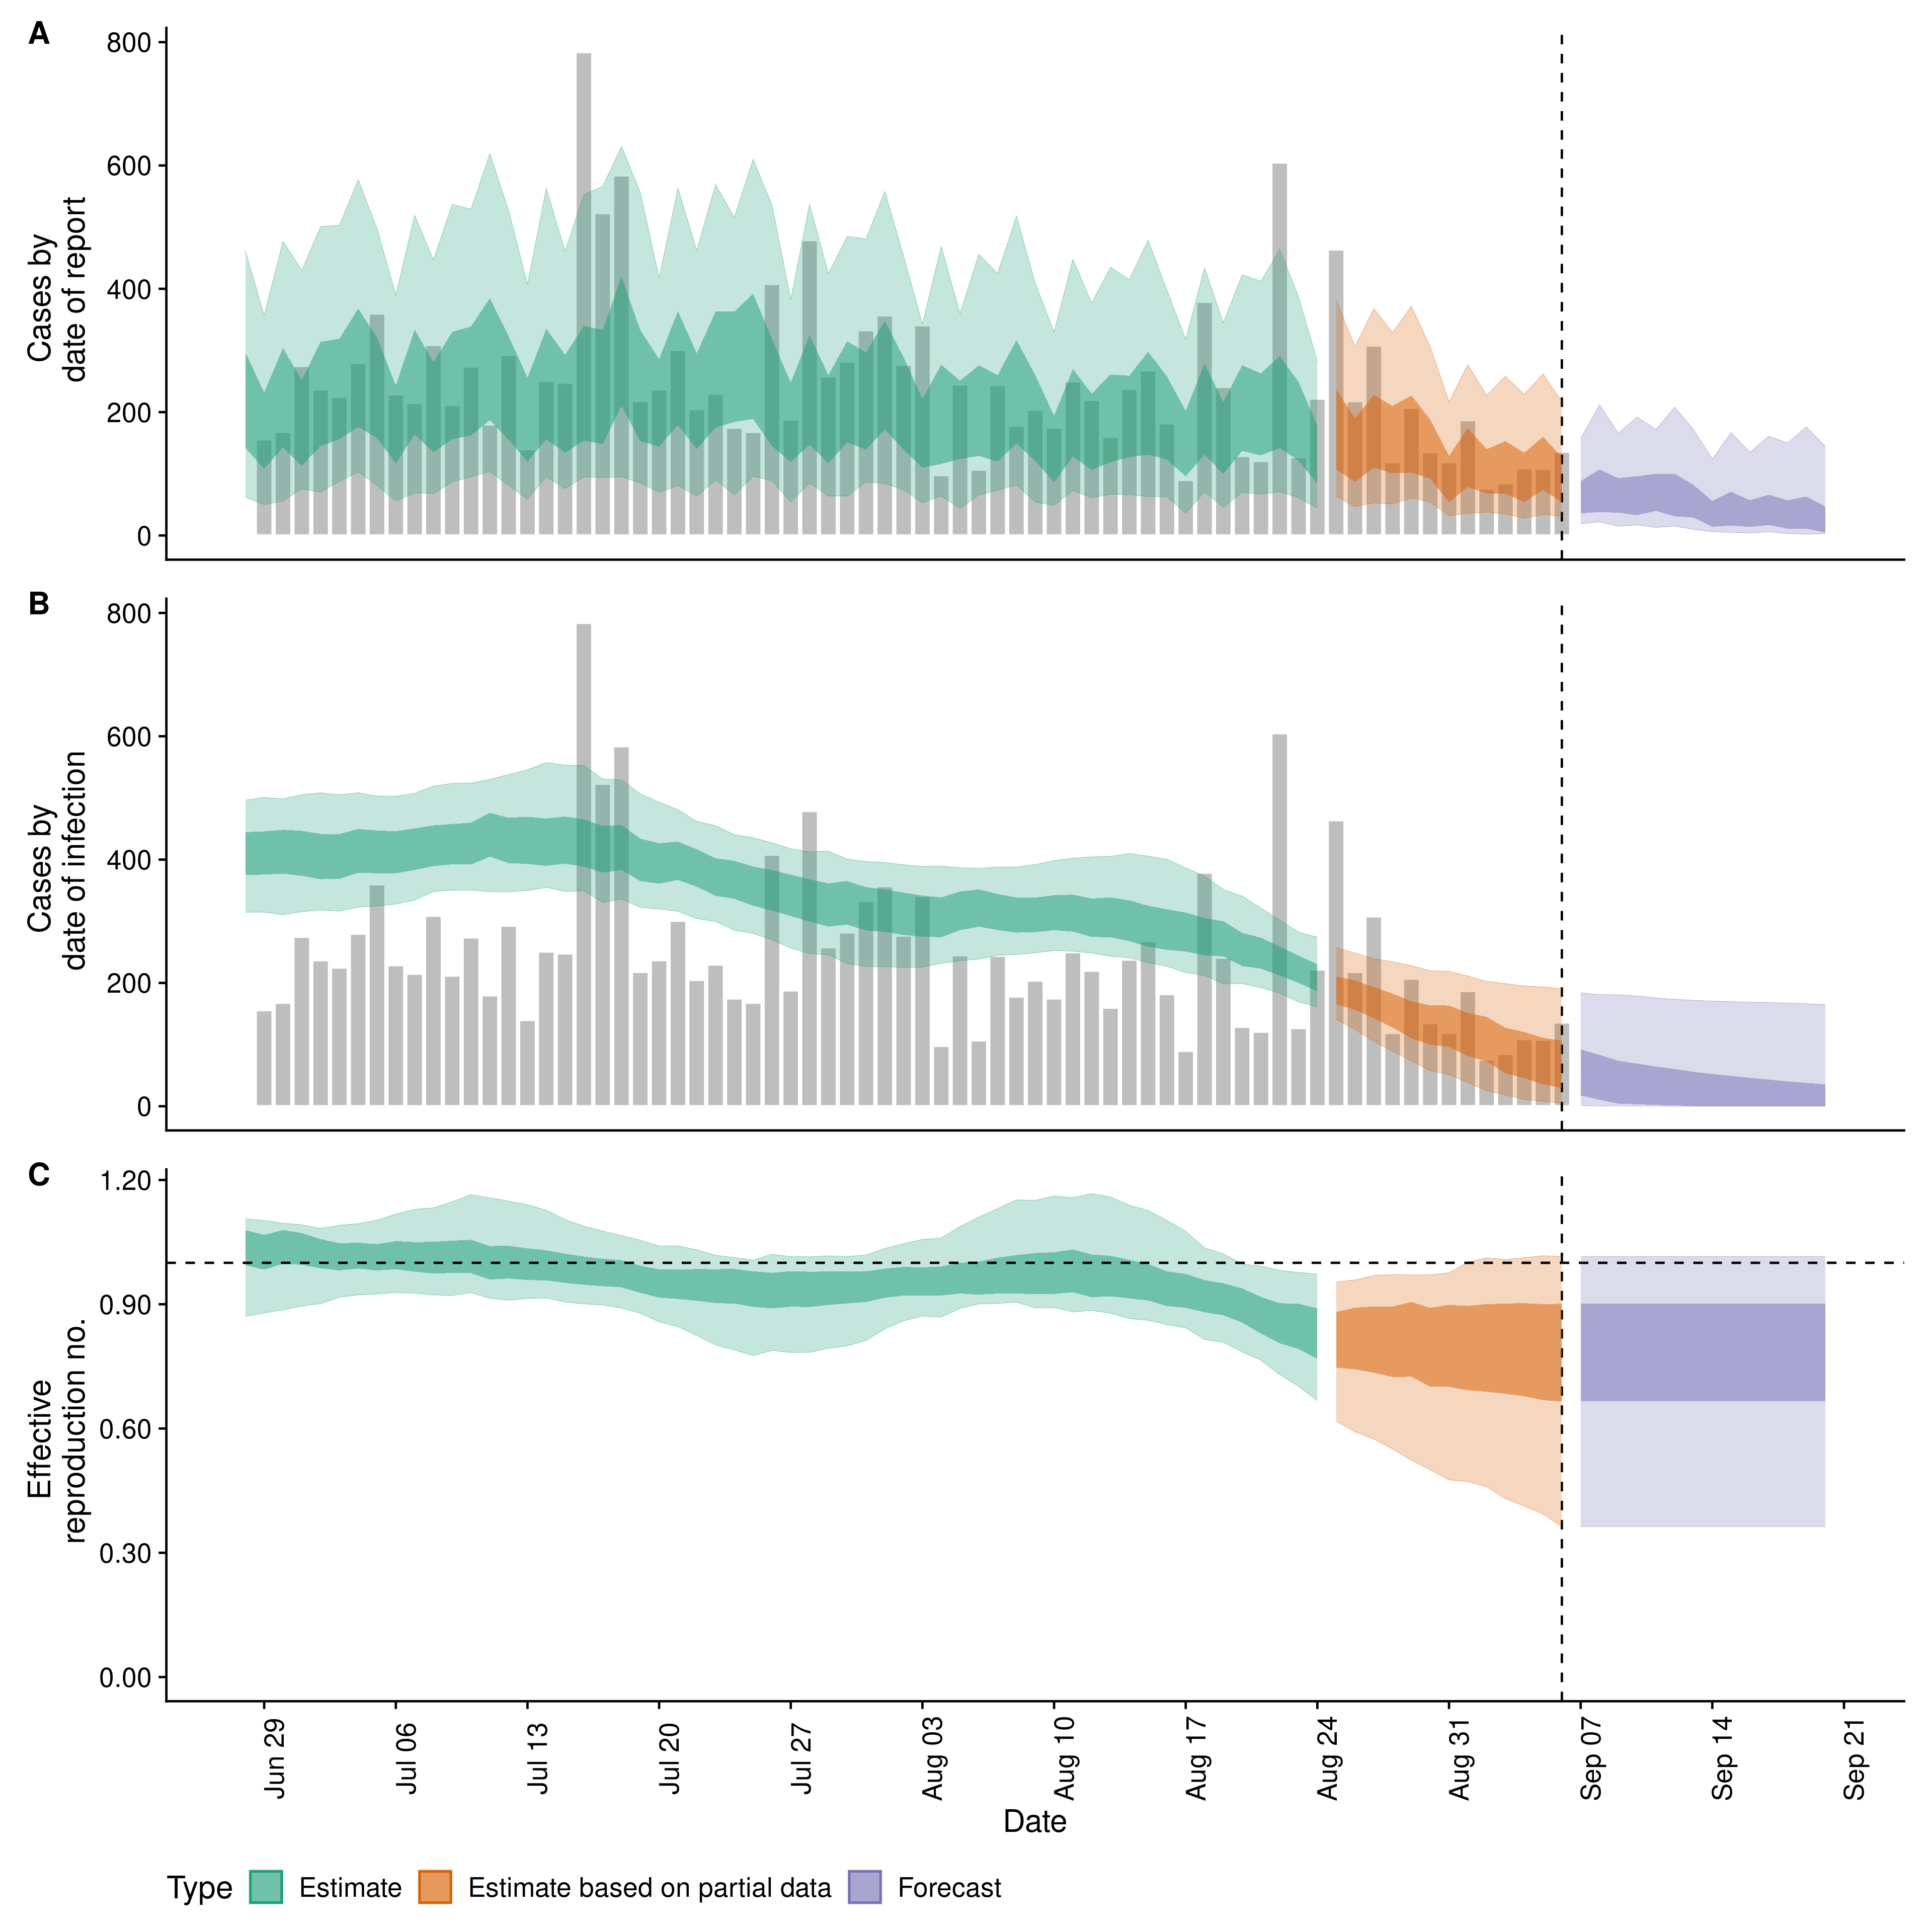 A
800
600
400
200
0
Cases by
date of report
B
800
600
400
200
0
Cases by
date of infection
C
1.20
0.90
0.60
0.30
0.00
Effective
reproduction no.
Jun 29
Jul 06
Jul 13
Jul 20
Jul 27
Aug 03
Aug 10
Aug 17
Aug 24
Aug 31
Sep 07
Sep 14
Sep 21
Date
Type Estimate Estimate based on partial data Forecast